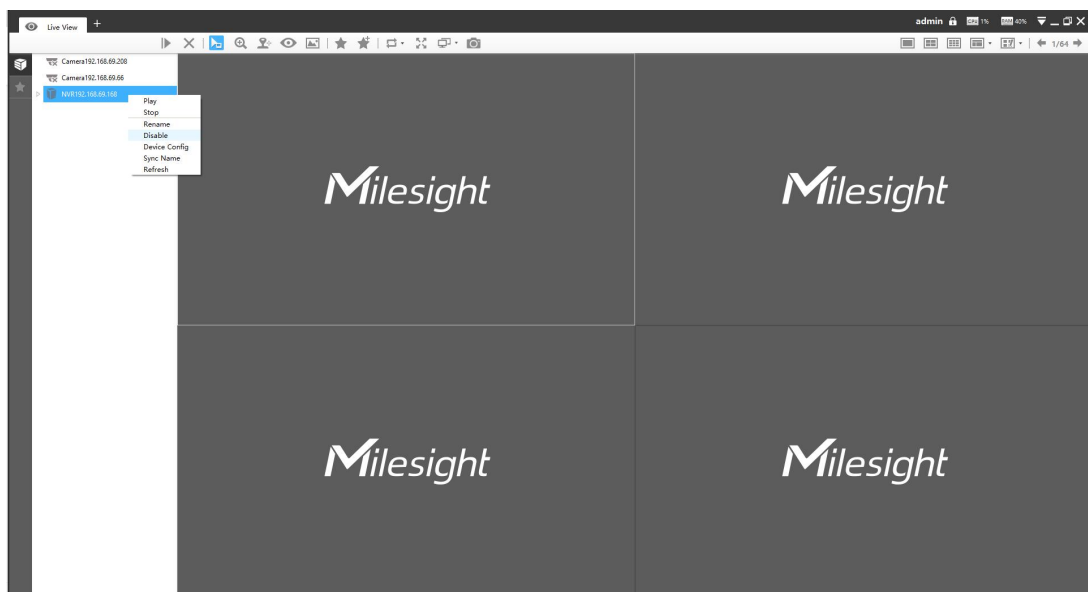 Live View +
admin CPU 1% RAM 40%
1/64
Camera192.168.69.208
Camera192.168.69.66
NVR192.168.69.168
Play
Stop
Rename
Disable
Device Config
Sync Name
Refresh
Milesight
Milesight
Milesight
Milesight